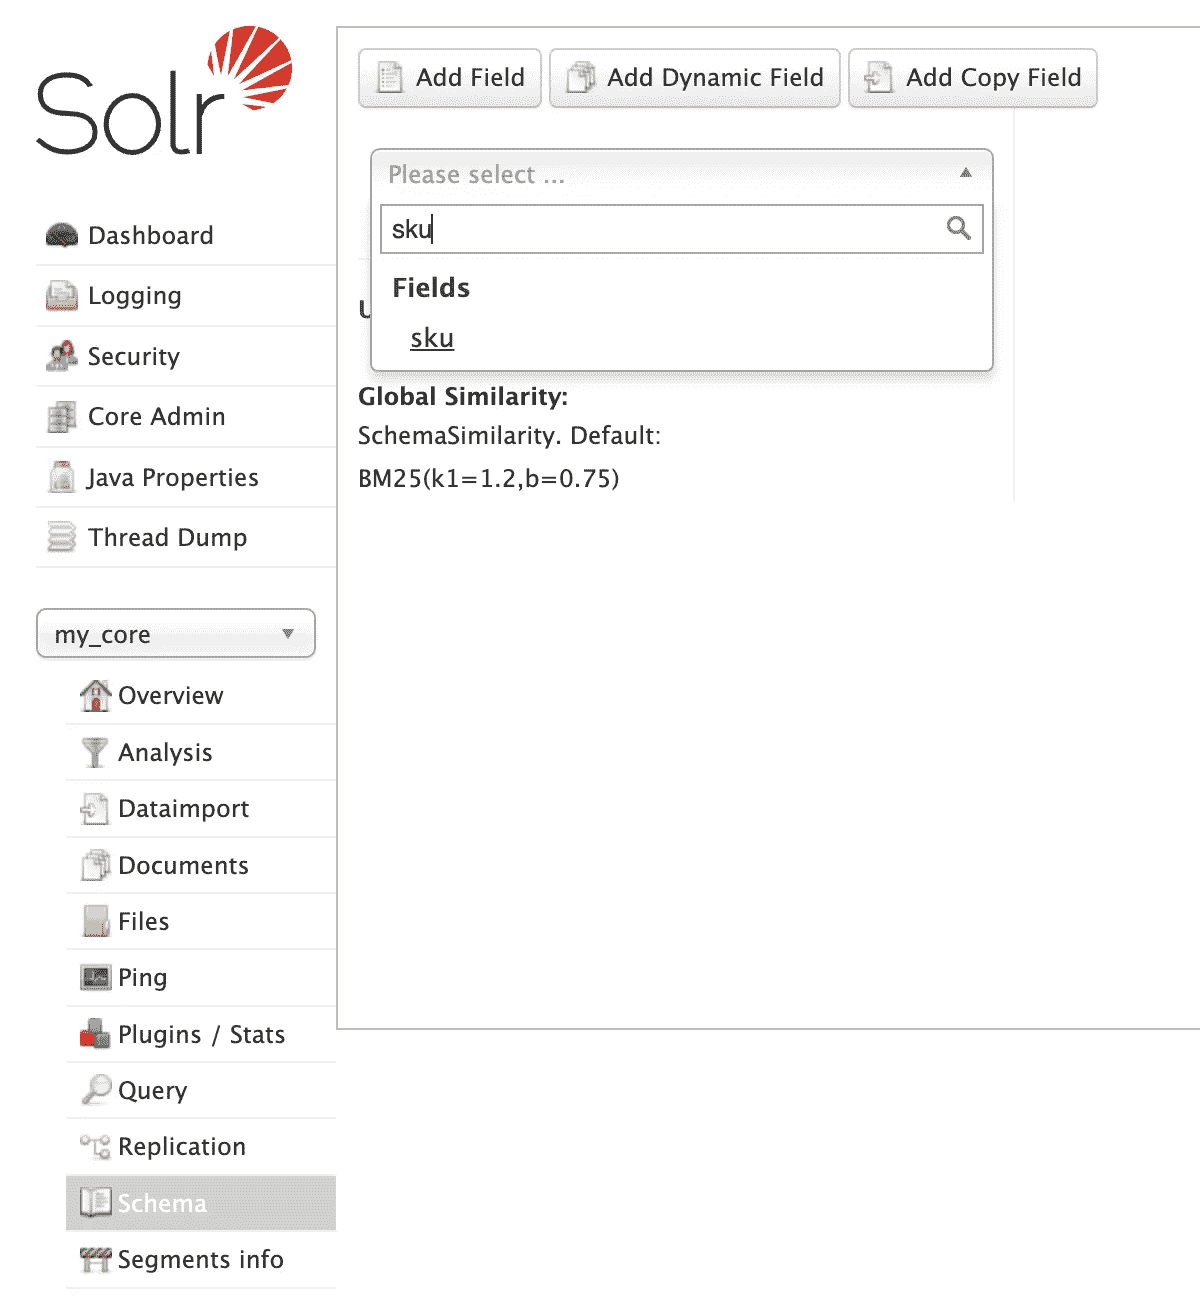 Solr
Dashboard
Logging
Security
Core Admin
Java Properties
Thread Dump
my_core
Overview
Analysis
Dataimport
Documents
Files
Ping
Plugins / Stats
Query
Replication
Schema
Segments info
Add Field
Add Dynamic Field
Add Copy Field
Please select ...
sku
Fields
sku
Global Similarity:
SchemaSimilarity. Default:
BM25(k1=1.2,b=0.75)